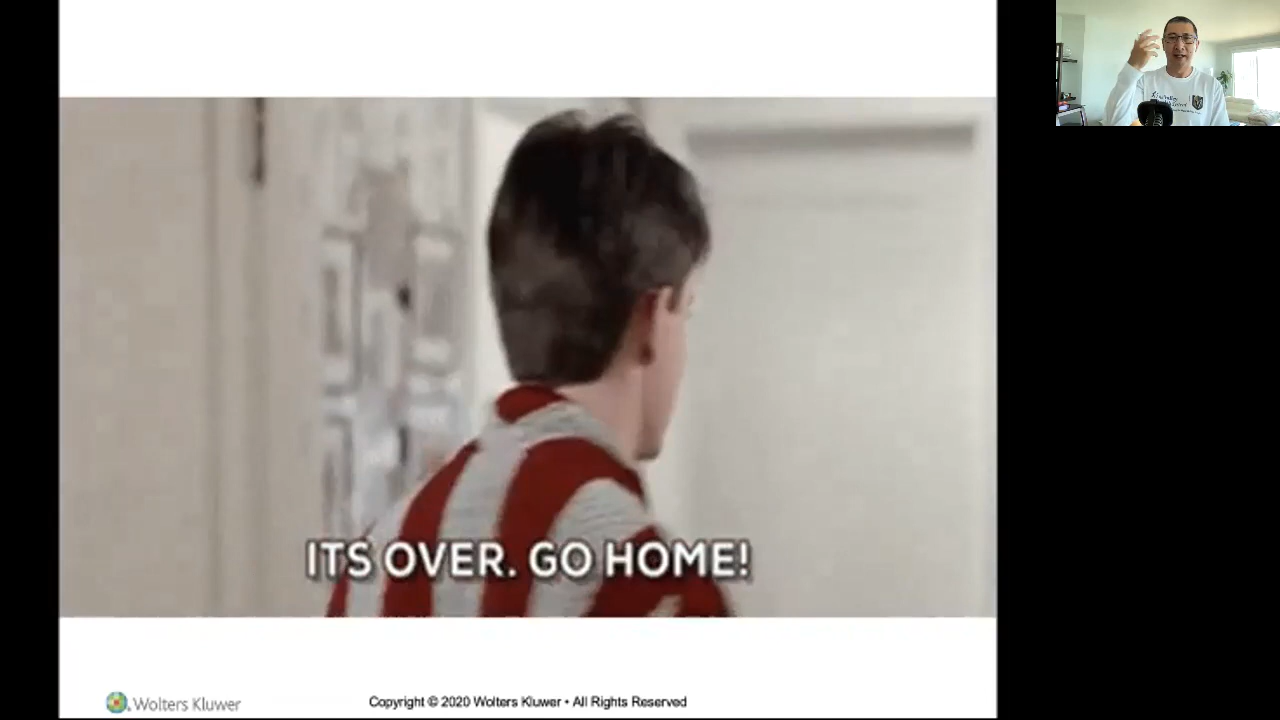 ITS OVER. GO HOME!
Wolters Kluwer
Copyright © 2020 Wolters Kluwer • All Rights Reserved